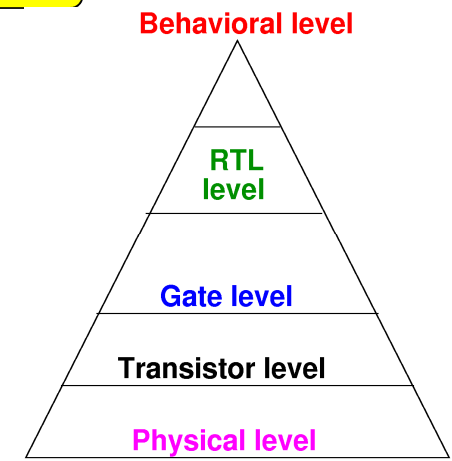 Behavioral level
RTL
level
Gate level
Transistor level
Physical level